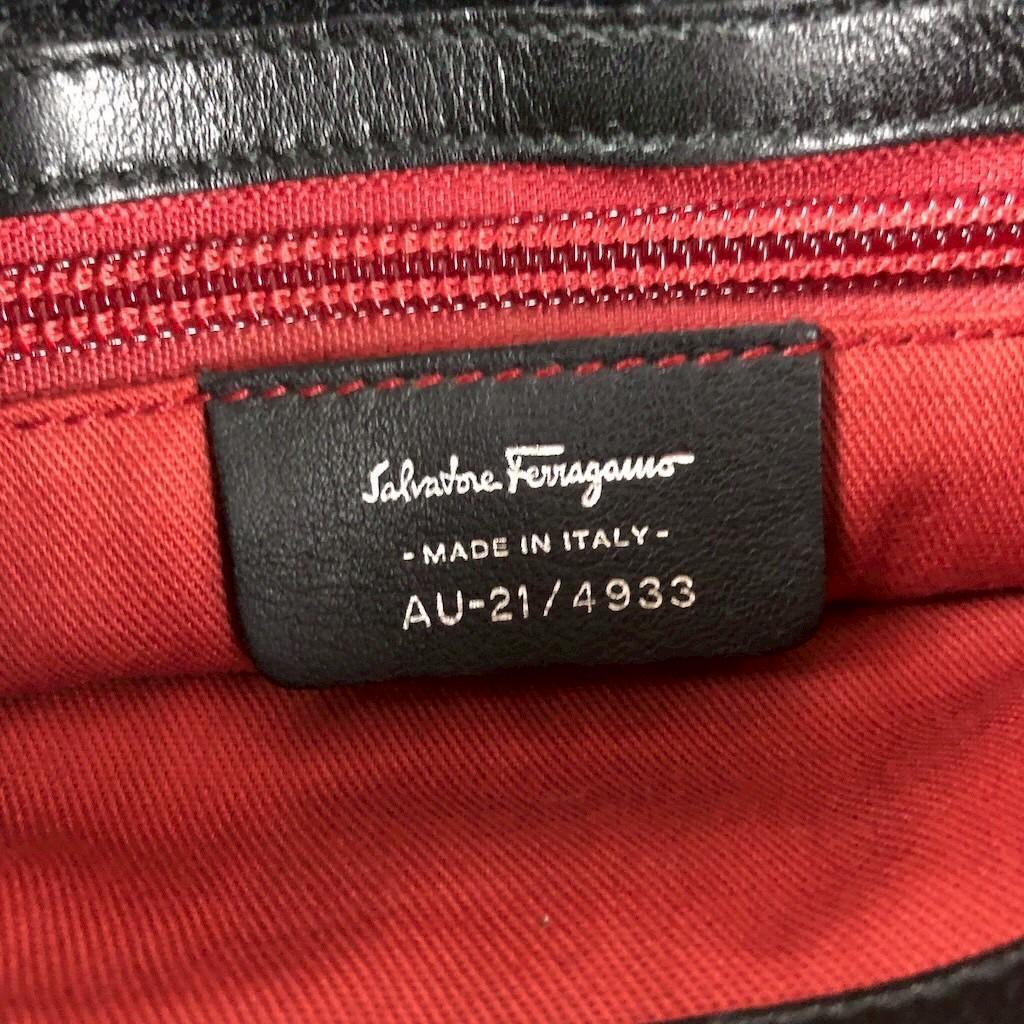 Salvatore Ferragamo
- MADE IN ITALY -
AU-21/4933